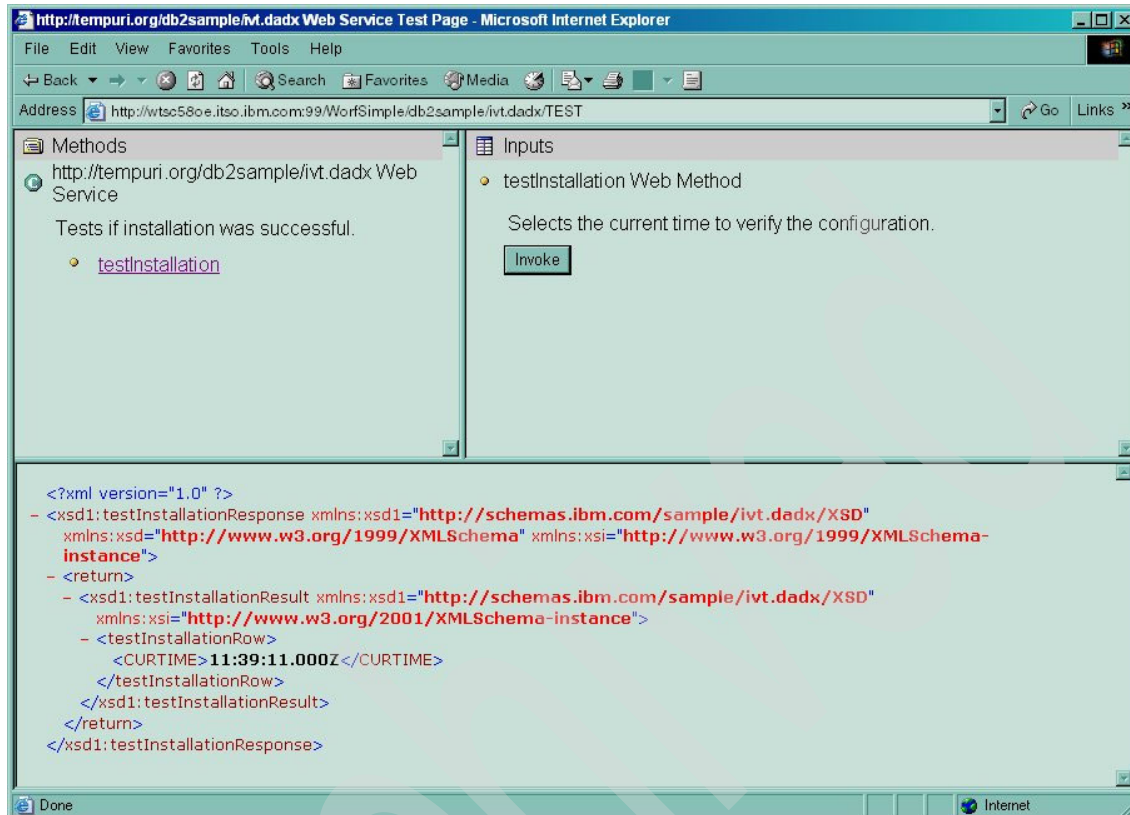 http://tempuri.org/db2sample/ivt.dadx Web Service Test Page - Microsoft Internet Explorer
File Edit View Favorites Tools Help
Back Search Favorites Media
Address http://wtsc58oe.itso.ibm.com:99/WorfSimple/db2sample/ivt.dadx/TEST Go Links »
Methods
http://tempuri.org/db2sample/ivt.dadx Web
Service
Tests if installation was successful.
testInstallation
Inputs
testInstallation Web Method
Selects the current time to verify the configuration.
Invoke
<?xml version="1.0" ?>
- <xsd1:testInstallationResponse xmlns:xsd1="http://schemas.ibm.com/sample/ivt.dadx/XSD"
xmlns:xsd="http://www.w3.org/1999/XMLSchema" xmlns:xsi="http://www.w3.org/1999/XMLSchema-
instance">
- <return>
- <xsd1:testInstallationResult xmlns:xsd1="http://schemas.ibm.com/sample/ivt.dadx/XSD"
xmlns:xsi="http://www.w3.org/2001/XMLSchema-instance">
- <testInstallationRow>
<CURTIME>11:39:11.000Z</CURTIME>
</testInstallationRow>
</xsd1:testInstallationResult>
</return>
</xsd1:testInstallationResponse>
Done Internet